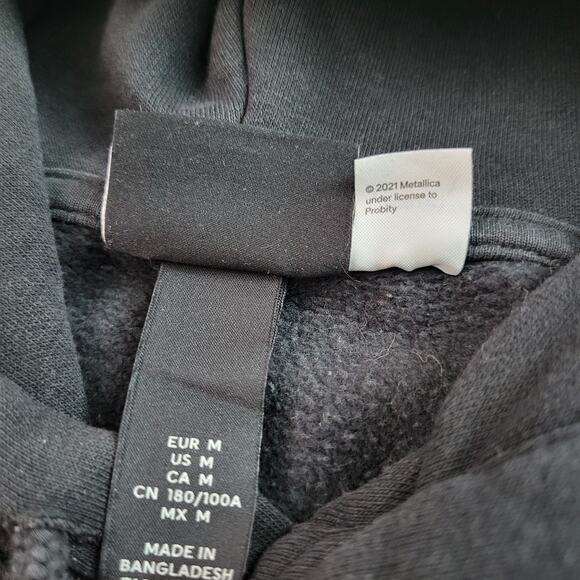 © 2021 Metallica
under license to
Probity
EUR M
US M
CA M
CN 180/100A
MX M
MADE IN
BANGLADESH